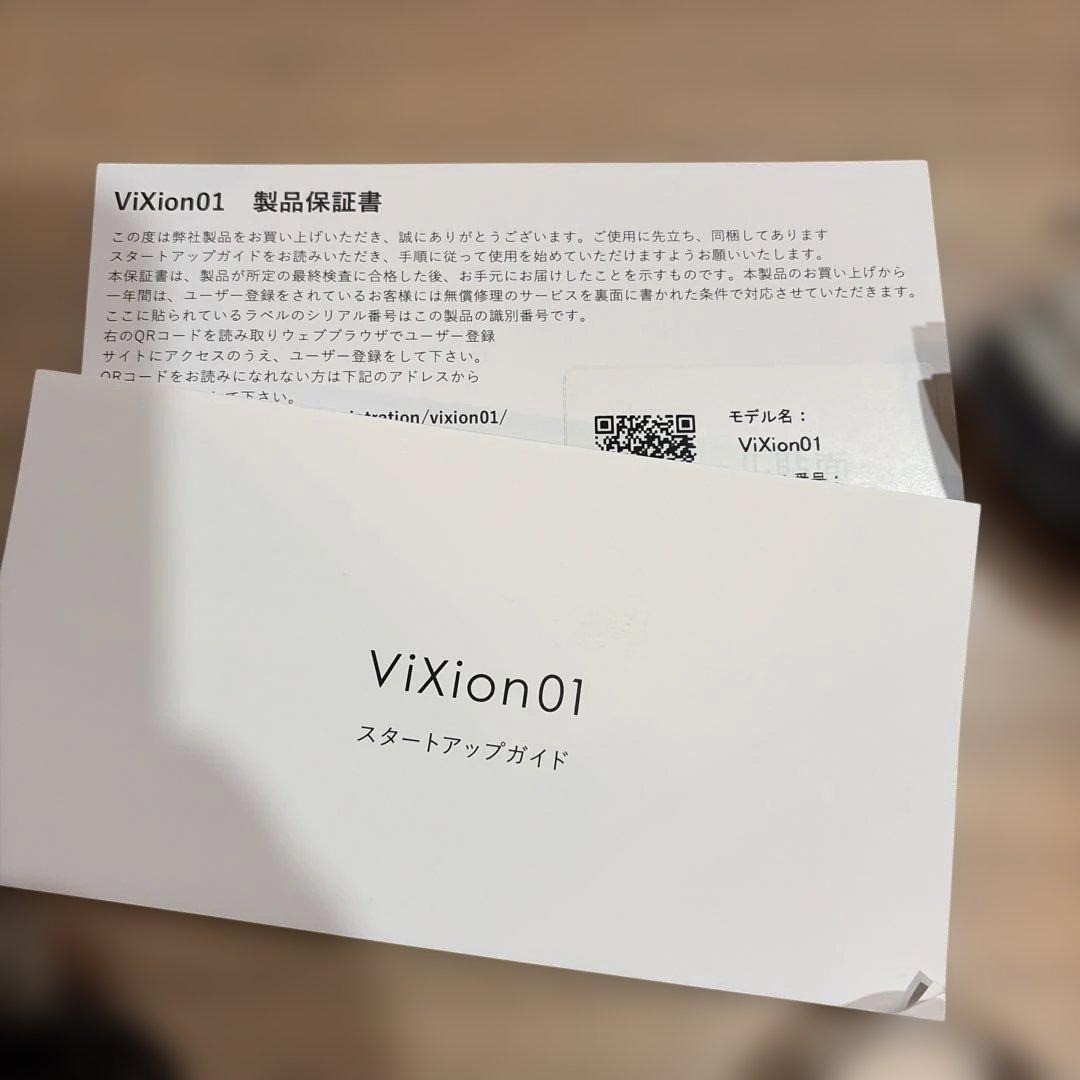 ViXion01 製品保証書
この度は弊社製品をお買い上げいただき、誠にありがとうございます。ご使用に先立ち、同梱してあります
スタートアップガイドをお読みいただき、手順に従って使用を始めていただけますようお願いいたします。
本保証書は、製品が所定の最終検査に合格した後、お手元にお届けしたことを示すものです。本製品のお買い上げから
一年間は、ユーザー登録をされているお客様には無償修理のサービスを裏面に書かれた条件で対応させていただきます。
ここに貼られているラベルのシリアル番号はこの製品の識別番号です。
右のQRコードを読み取りウェブブラウザでユーザー登録
サイトにアクセスのうえ、ユーザー登録をして下さい。
QRコードをお読みになれない方は下記のアドレスから
して下さい。
istration/vixion01/
モデル名：
ViXion01
番号：
ViXion01
スタートアップガイド